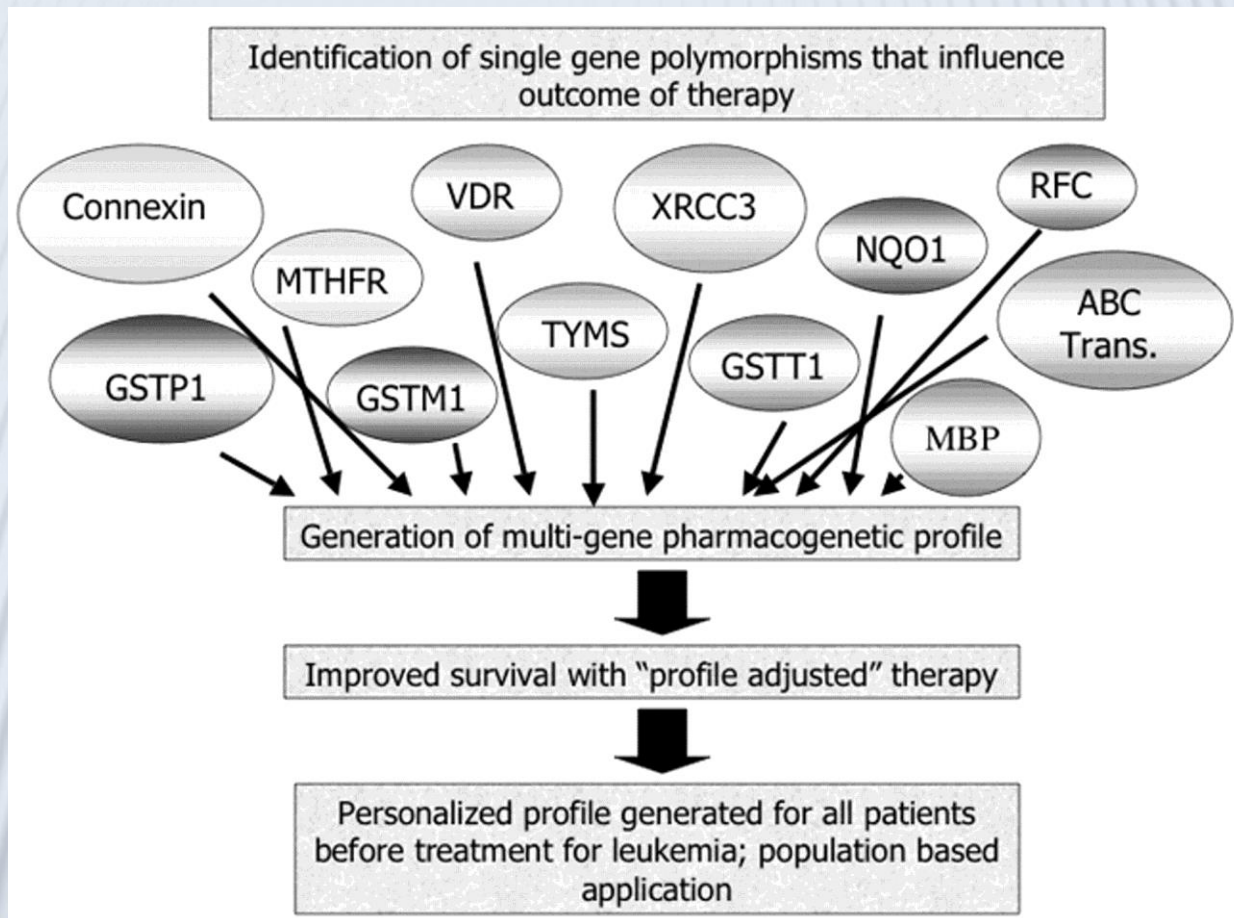 Identification of single gene polymorphisms that influence
outcome of therapy
Connexin
VDR
XRCC3
RFC
MTHFR
NQO1
TYMS
ABC
Trans.
GSTP1
GSTM1
GSTT1
MBP
Generation of multi-gene pharmacogenetic profile
Improved survival with “profile adjusted” therapy
Personalized profile generated for all patients
before treatment for leukemia; population based
application